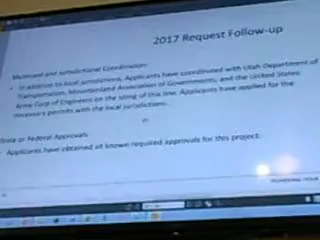 2017 Request Follow-up
Municipal and Jurisdictional Coordination:
In addition to local jurisdictions, Applicants have coordinated with Utah Department of
Transportation, Mountainland Association of Governments, and the United States
Army Corp of Engineers on the siting of this line. Applicants have applied for the
necessary permits with the local jurisdictions.
State or Federal Approvals:
Applicants have obtained all known required approvals for this project.